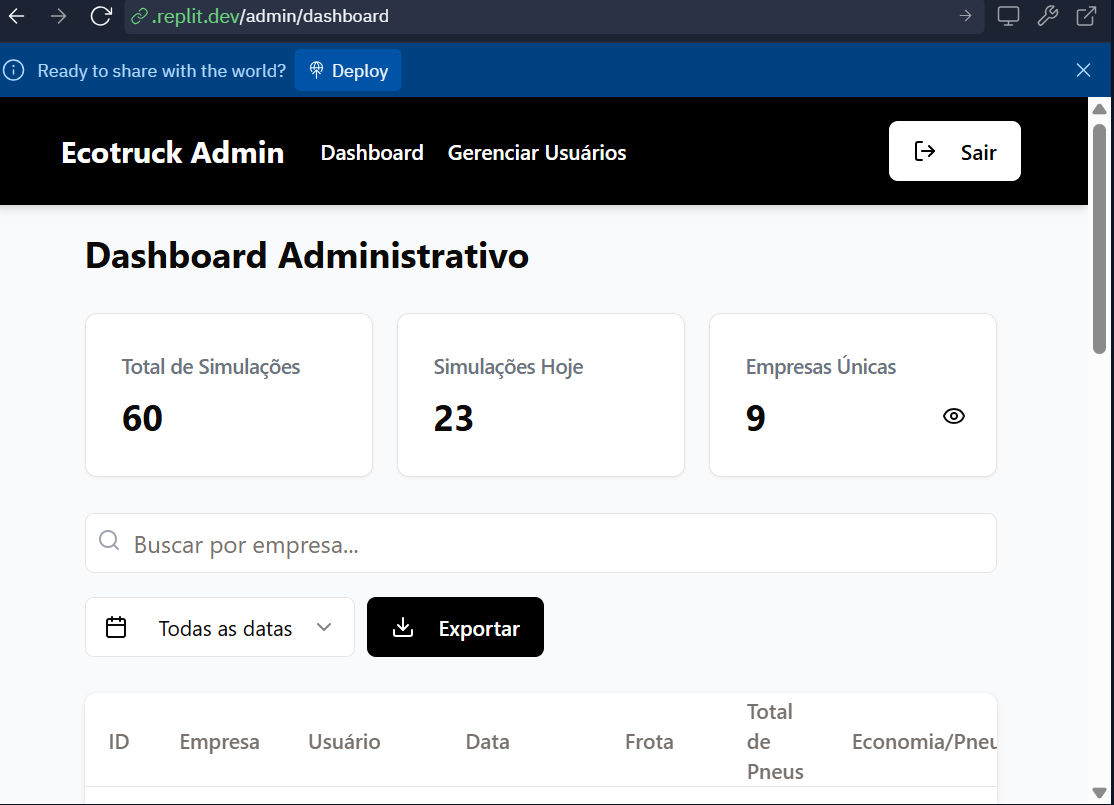 .replit.dev/admin/dashboard
Ready to share with the world? Deploy
Ecotruck Admin Dashboard Gerenciar Usuários Sair
Dashboard Administrativo
Total de Simulações
60
Simulações Hoje
23
Empresas Únicas
9
Buscar por empresa...
Todas as datas Exportar
ID Empresa Usuário Data Frota
Total
de
Pneus
Economia/Pneu